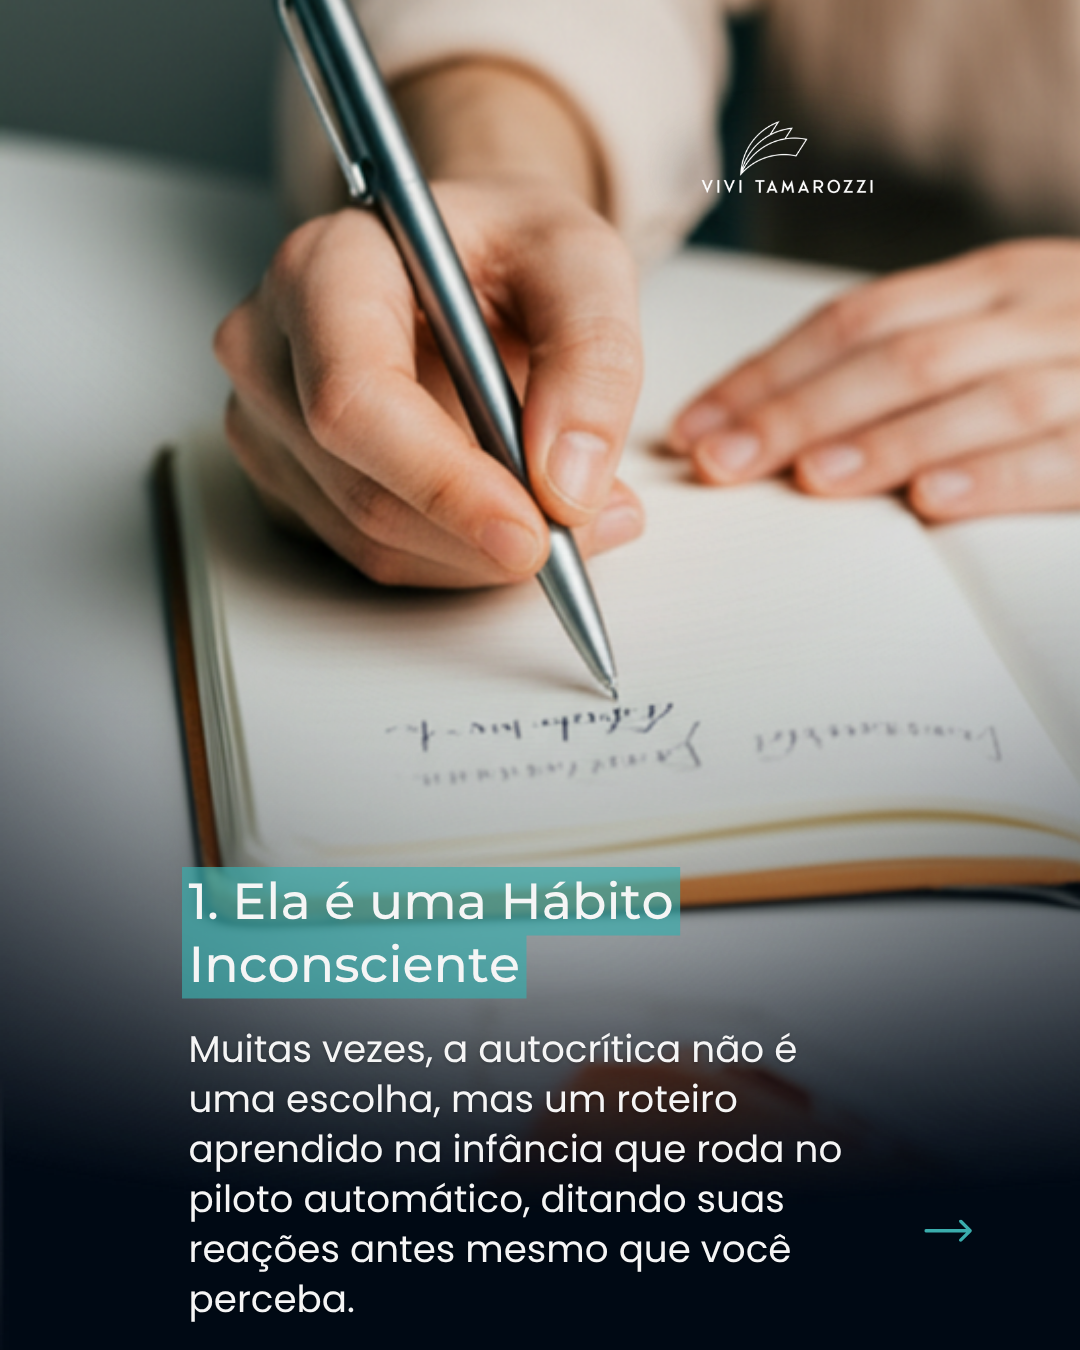 VIVI TAMAROZZI
1. Ela é uma Hábito
Inconsciente
Muitas vezes, a autocrítica não é
uma escolha, mas um roteiro
aprendido na infância que roda no
piloto automático, ditando suas
reações antes mesmo que você
perceba.